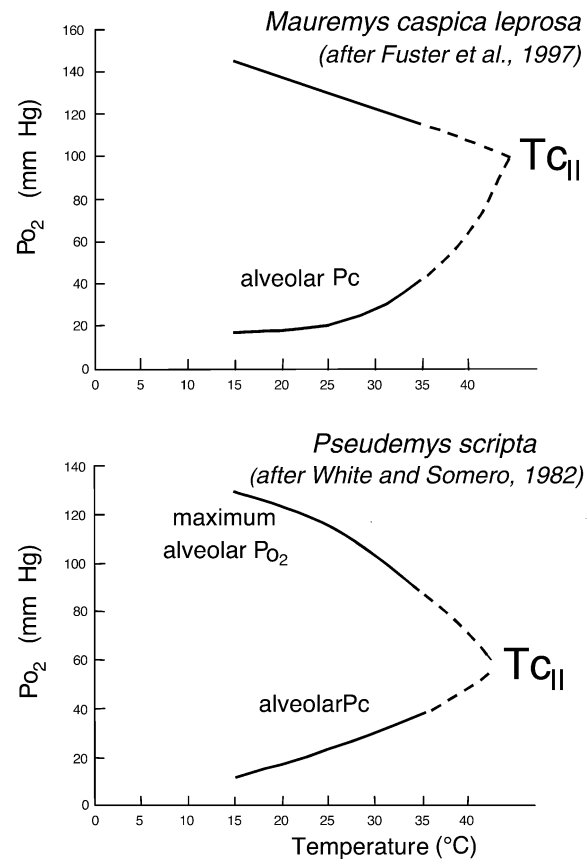 Mauremys caspica leprosa
(after Fuster et al., 1997)
160
140
120
100
80
60
40
20
0
Po2 (mm Hg)
TcII
alveolar Pc
0 5 10 15 20 25 30 35 40
Pseudemys scripta
(after White and Somero, 1982)
140
120
100
80
60
40
20
0
Po2 (mm Hg)
maximum
alveolar Po2
TcII
alveolarPc
0 5 10 15 20 25 30 35 40
Temperature (°C)